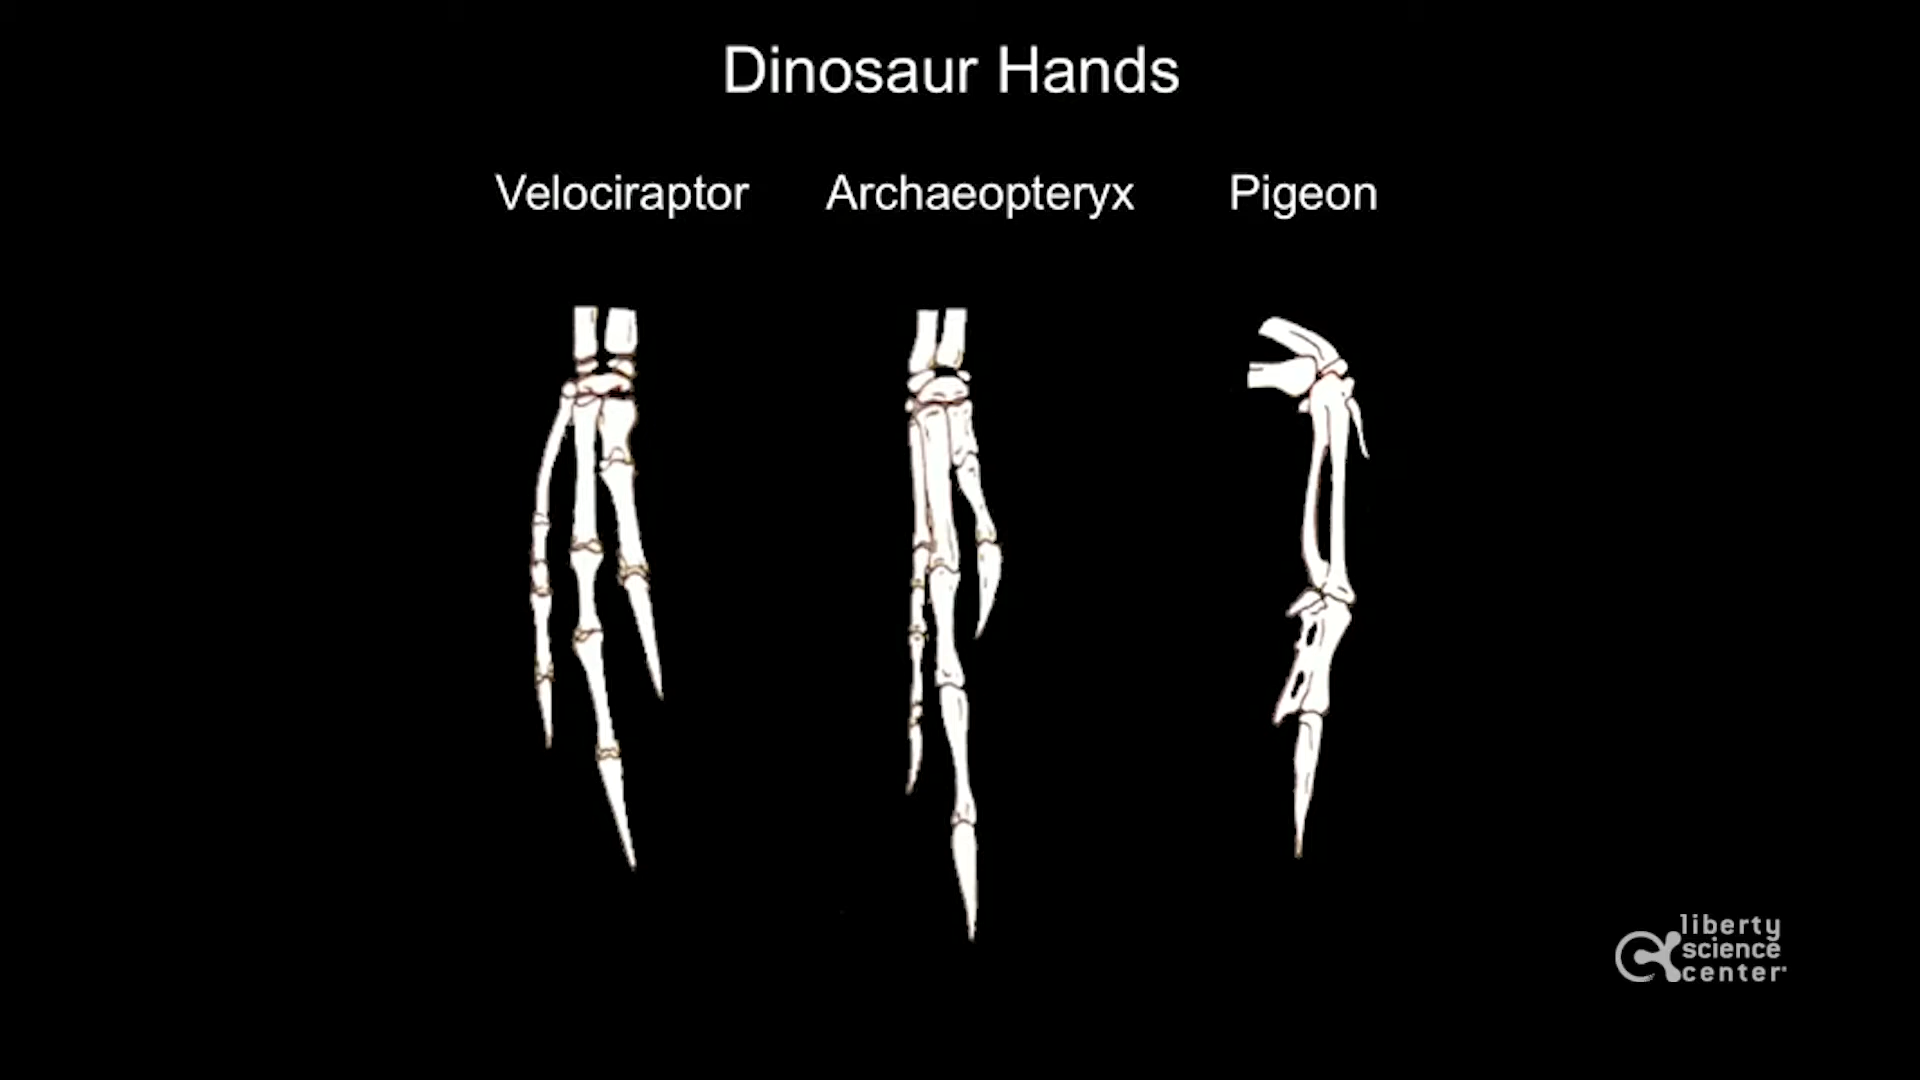 Dinosaur Hands
Velociraptor Archaeopteryx Pigeon
liberty
science
center